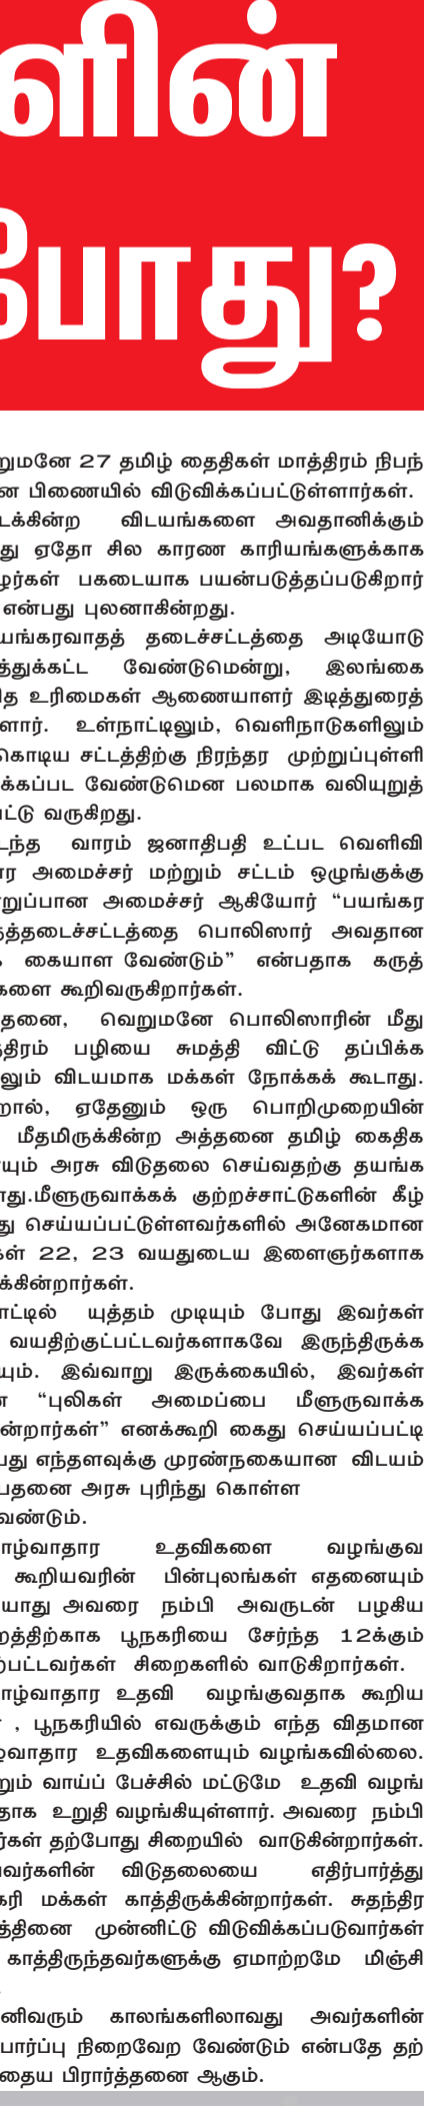 ளின்
போது?
றுமனே 27 தமிழ் தைதிகள் மாத்திரம் நிபந்
ன பிணையில் விடுவிக்கப்பட்டுள்ளார்கள்.
டக்கின்ற விடயங்களை அவதானிக்கும்
து ஏதோ சில காரண காரியங்களுக்காக
ழர்கள் பகடையாக பயன்படுத்தப்படுகிறார்
என்பது புலனாகின்றது.
யங்கரவாதத் தடைச்சட்டத்தை அடியோடு
த்துக்கட்ட வேண்டுமென்று, இலங்கை
ித உரிமைகள் ஆணையாளர் இடித்துரைத்
ளார். உள்நாட்டிலும், வெளிநாடுகளிலும்
கொடிய சட்டத்திற்கு நிரந்தர முற்றுப்புள்ளி
க்கப்பட வேண்டுமென பலமாக வலியுறுத்
பட்டு வருகிறது.
டந்த வாரம் ஜனாதிபதி உட்பட வெளிவி
ார அமைச்சர் மற்றும் சட்டம் ஒழுங்குக்கு
ாறுப்பான அமைச்சர் ஆகியோர் “பயங்கர
தத்தடைச்சட்டத்தை பொலிஸார் அவதான
க கையாள வேண்டும்” என்பதாக கருத்
களை கூறிவருகிறார்கள்.
தனை, வெறுமனே பொலிஸாரின் மீது
்திரம் பழியை சுமத்தி விட்டு தப்பிக்க
லும் விடயமாக மக்கள் நோக்கக் கூடாது.
றால், ஏதேனும் ஒரு பொறிமுறையின்
மீதமிருக்கின்ற அத்தனை தமிழ் கைதிக
யும் அரசு விடுதலை செய்வதற்கு தயங்க
ாது.மீளுருவாக்கக் குற்றச்சாட்டுகளின் கீழ்
து செய்யப்பட்டுள்ளவர்களில் அனேகமான
கள் 22, 23 வயதுடைய இளைஞர்களாக
க்கின்றார்கள்.
ாட்டில் யுத்தம் முடியும் போது இவர்கள்
வயதிற்குட்பட்டவர்களாகவே இருந்திருக்க
யும். இவ்வாறு இருக்கையில், இவர்கள்
ன “புலிகள் அமைப்பை மீளுருவாக்க
ன்றார்கள்” எனக்கூறி கைது செய்யப்பட்டி
பது எந்தளவுக்கு முரண்நகையான விடயம்
பதனை அரசு புரிந்து கொள்ள
வண்டும்.
ாழ்வாதார உதவிகளை வழங்குவ
கூறியவரின் பின்புலங்கள் எதனையும்
யாது அவரை நம்பி அவருடன் பழகிய
றத்திற்காக பூநகரியை சேர்ந்த 12க்கும்
ற்பட்டவர்கள் சிறைகளில் வாடுகிறார்கள்.
ாழ்வாதார உதவி வழங்குவதாக கூறிய
, பூநகரியில் எவருக்கும் எந்த விதமான
ழ்வாதார உதவிகளையும் வழங்கவில்லை.
றும் வாய்ப் பேச்சில் மட்டுமே உதவி வழங்
தாக உறுதி வழங்கியுள்ளார். அவரை நம்பி
ர்கள் தற்போது சிறையில் வாடுகின்றார்கள்.
வர்களின் விடுதலையை எதிர்பார்த்து
கரி மக்கள் காத்திருக்கின்றார்கள். சுதந்திர
த்தினை முன்னிட்டு விடுவிக்கப்படுவார்கள்
காத்திருந்தவர்களுக்கு ஏமாற்றமே மிஞ்சி
.
னிவரும் காலங்களிலாவது அவர்களின்
பார்ப்பு நிறைவேற வேண்டும் என்பதே தற்
தைய பிரார்த்தனை ஆகும்.